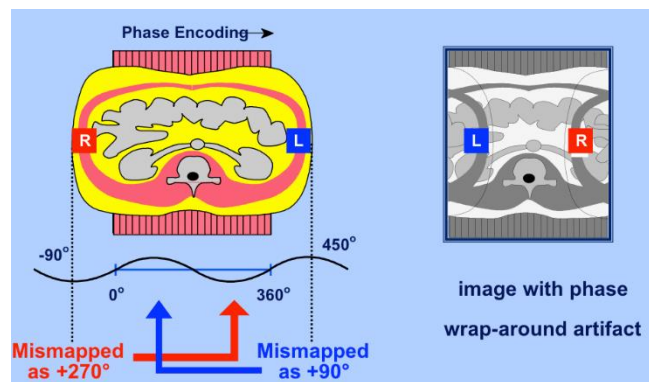 Phase Encoding
R
L
L
R
-90°
450°
0°
360°
Mismapped
as +270°
Mismapped
as +90°
image with phase
wrap-around artifact